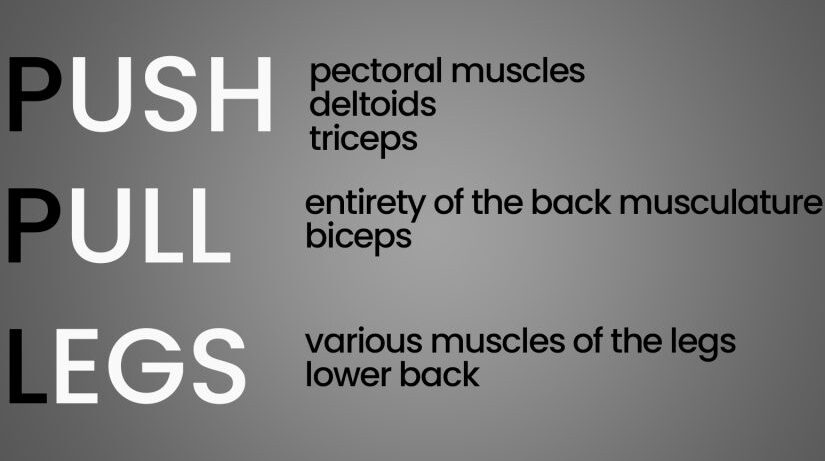 PUSH
pectoral muscles
deltoids
triceps
PULL
entirety of the back musculature
biceps
LEGS
various muscles of the legs
lower back